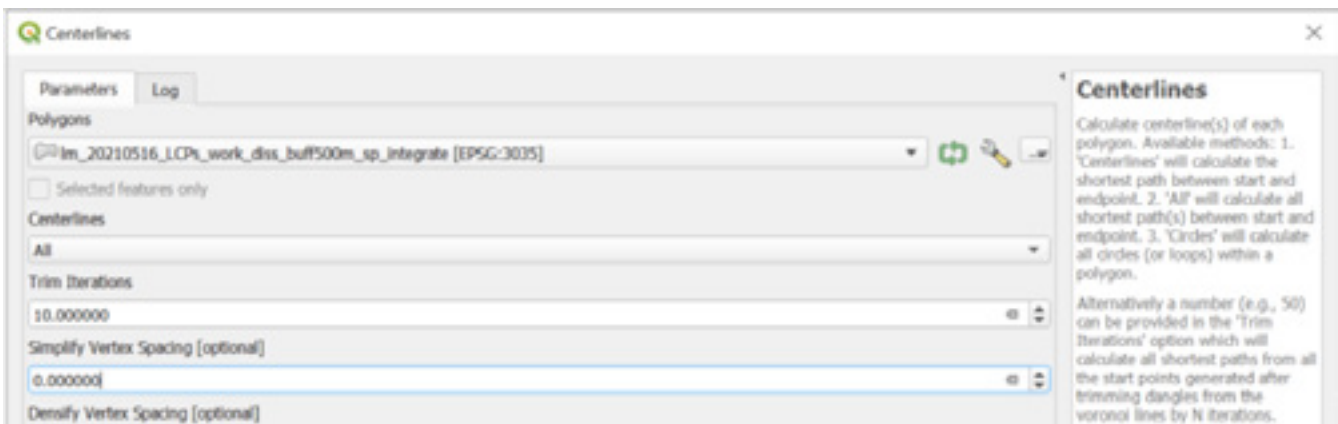 Centerlines
Parameters Log
Polygons
lm_20210516_LCPs_work_diss_buff500m_sp_integrate [EPSG:3035]
Selected features only
Centerlines
All
Trim Iterations
10.000000
Simplify Vertex Spacing [optional]
0.000000
Densify Vertex Spacing [optional]
Centerlines
Calculate centerline(s) of each
polygon. Available methods: 1.
'Centerlines' will calculate the
shortest path between start and
endpoint. 2. 'All' will calculate all
shortest path(s) between start and
endpoint. 3. 'Circles' will calculate
all circles (or loops) within a
polygon.
Alternatively a number (e.g., 50)
can be provided in the 'Trim
Iterations' option which will
calculate all shortest paths from all
the start points generated after
trimming dangles from the
voronoi lines by N iterations.